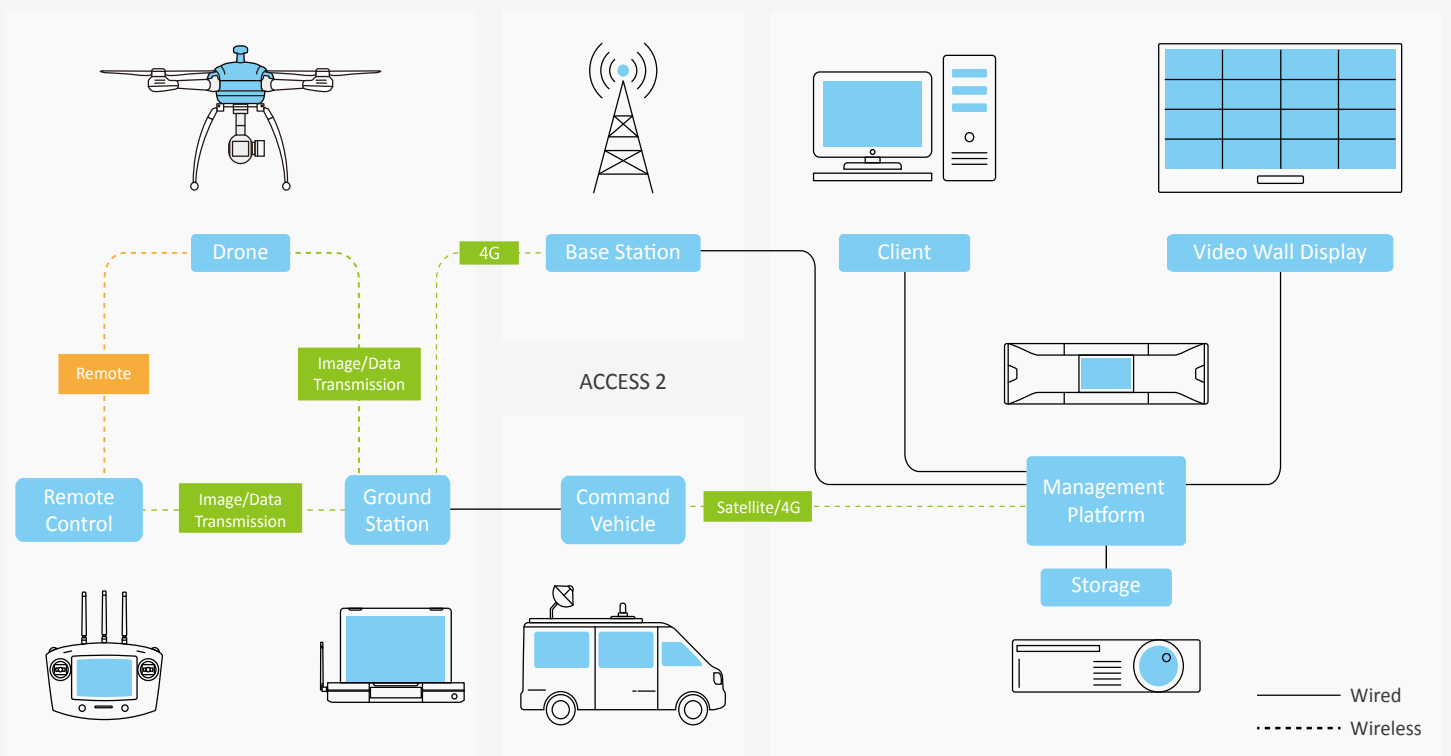 Drone
4G
Base Station
Client
Video Wall Display
Remote
Image/Data
Transmission
ACCESS 2
Remote
Control
Image/Data
Transmission
Ground
Station
Command
Vehicle
Satellite/4G
Management
Platform
Storage
Wired
Wireless